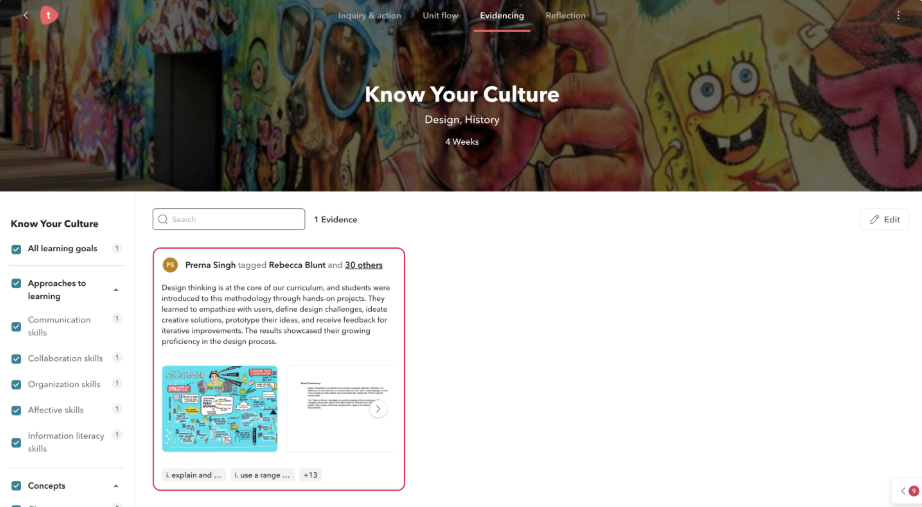 t
Inquiry & action
Unit flow
Evidencing
Reflection
Know Your Culture
Design, History
4 Weeks
Know Your Culture
All learning goals 1
Approaches to
learning
Communication 1
skills
Collaboration skills 1
Organization skills 1
Affective skills 1
Information literacy 1
skills
Concepts
Search
1 Evidence
Edit
PS
Prerna Singh tagged Rebecca Blunt and 30 others
Design thinking is at the core of our curriculum, and students were
introduced to this methodology through hands-on projects. They
learned to empathize with users, define design challenges, ideate
creative solutions, prototype their ideas, and receive feedback for
iterative improvements. The results showcased their growing
proficiency in the design process.
i. explain and ...
i. use a range ...
+13
9